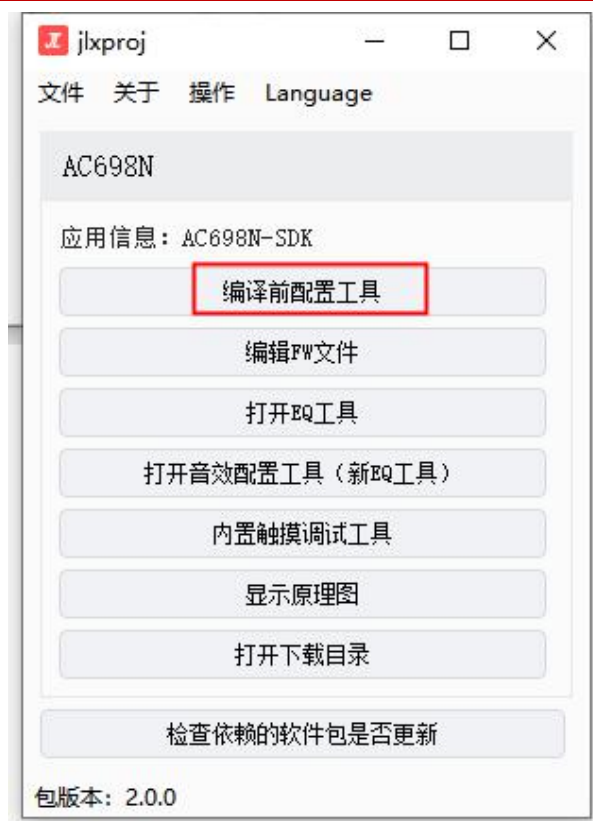 JL jlxproj
文件 关于 操作 Language
AC698N
应用信息：AC698N-SDK
编译前配置工具
编辑FW文件
打开EQ工具
打开音效配置工具（新EQ工具）
内置触摸调试工具
显示原理图
打开下载目录
检查依赖的软件包是否更新
包版本：2.0.0